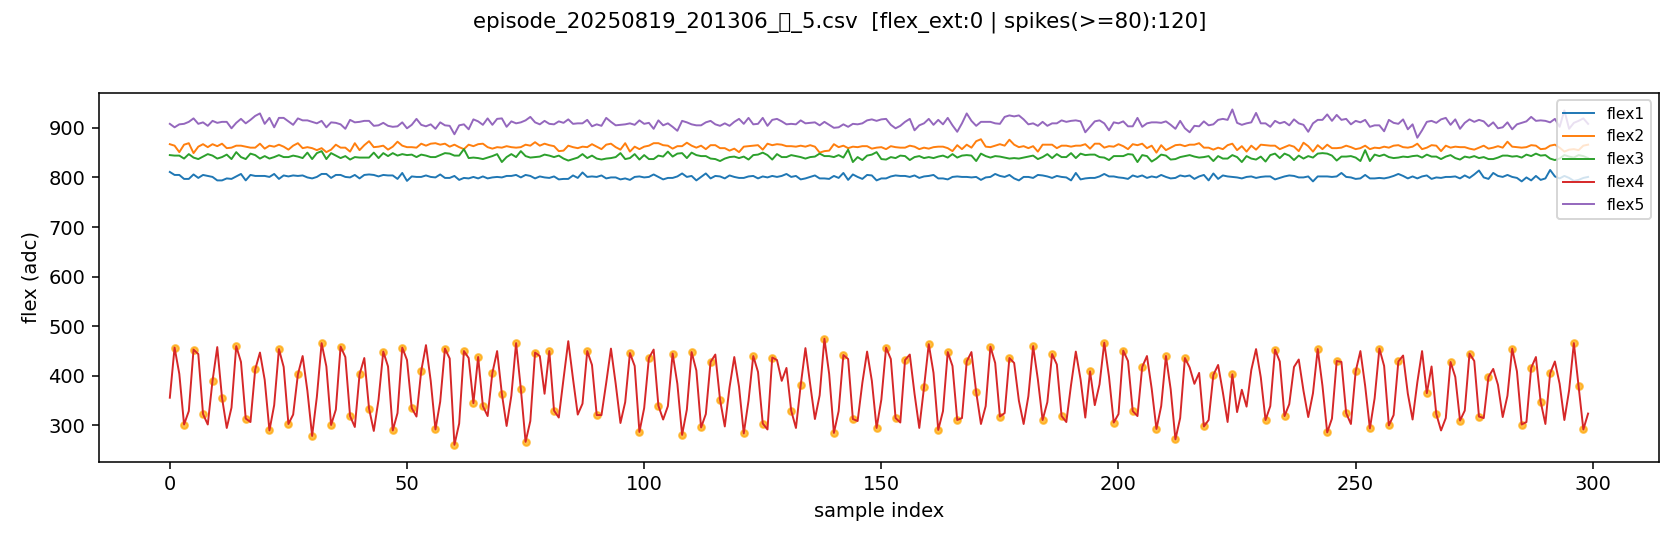 episode_20250819_201306_▯_5.csv [flex_ext:0 | spikes(>=80):120]
flex1
flex2
flex3
flex4
flex5
900
800
700
600
500
400
300
flex (adc)
0
50
100
150
200
250
300
sample index